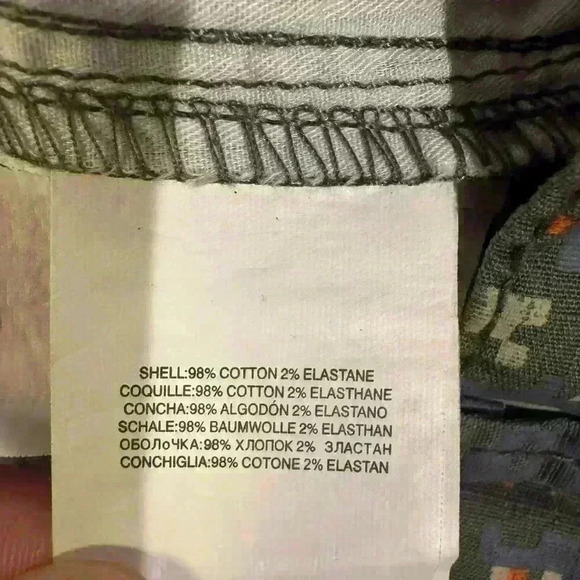 SHELL:98% COTTON 2% ELASTANE
COQUILLE:98% COTTON 2% ELASTHANE
CONCHA:98% ALGODÓN 2% ELASTANO
SCHALE:98% BAUMWOLLE 2% ELASTHAN
ОБОЛоЧКА:98% ХЛОПОК 2% ЗЛАСТАН
CONCHIGLIA:98% COTONE 2% ELASTAN